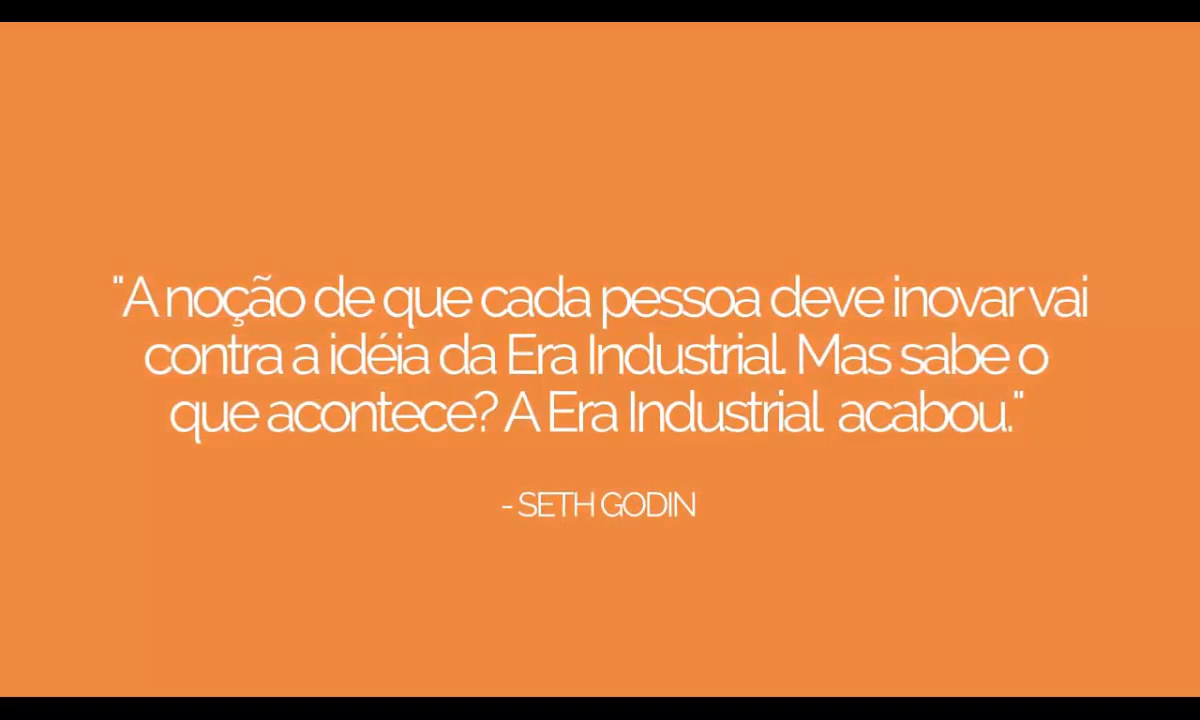 "A noção de que cada pessoa deve inovar vai
contra a idéia da Era Industrial. Mas sabe o
que acontece? A Era Industrial acabou."
- SETH GODIN